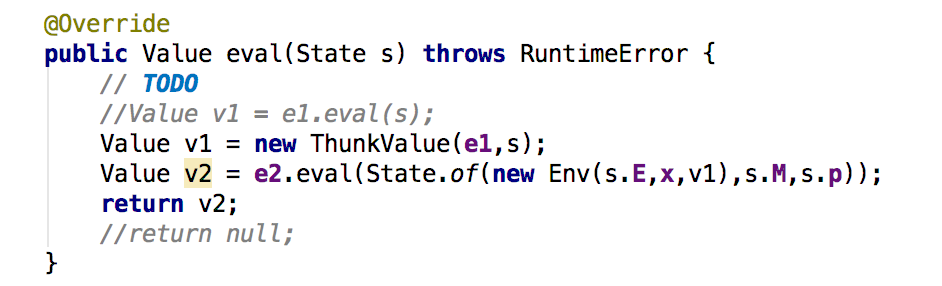 @Override
public Value eval(State s) throws RuntimeError {
// TODO
//Value v1 = e1.eval(s);
Value v1 = new ThunkValue(e1,s);
Value v2 = e2.eval(State.of(new Env(s.E,x,v1),s.M,s.p));
return v2;
//return null;
}